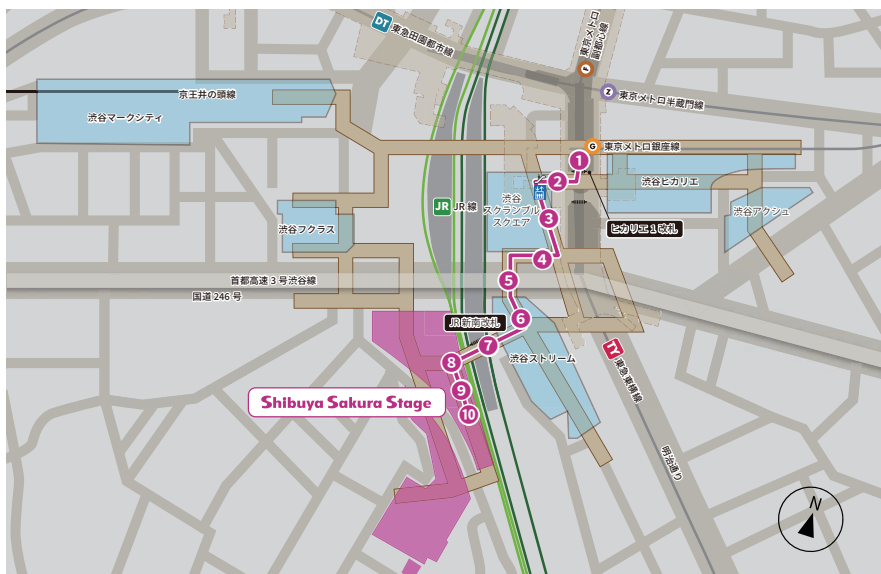 DT
東急田園都市線
東京メトロ
副都心線
F
Z
東京メトロ半蔵門線
京王井の頭線
渋谷マークシティ
G
東京メトロ銀座線
1
2
渋谷ヒカリエ
JR
JR 線
渋谷
スクランブル
スクエア
3
渋谷アクシュ
渋谷フクラス
ヒカリエ 1 改札
4
首都高速 3 号渋谷線
5
国道 246 号
6
JR 新南改札
7
渋谷ストリーム
TY
東急東横線
8
9
Shibuya Sakura Stage
10
明治通り
N